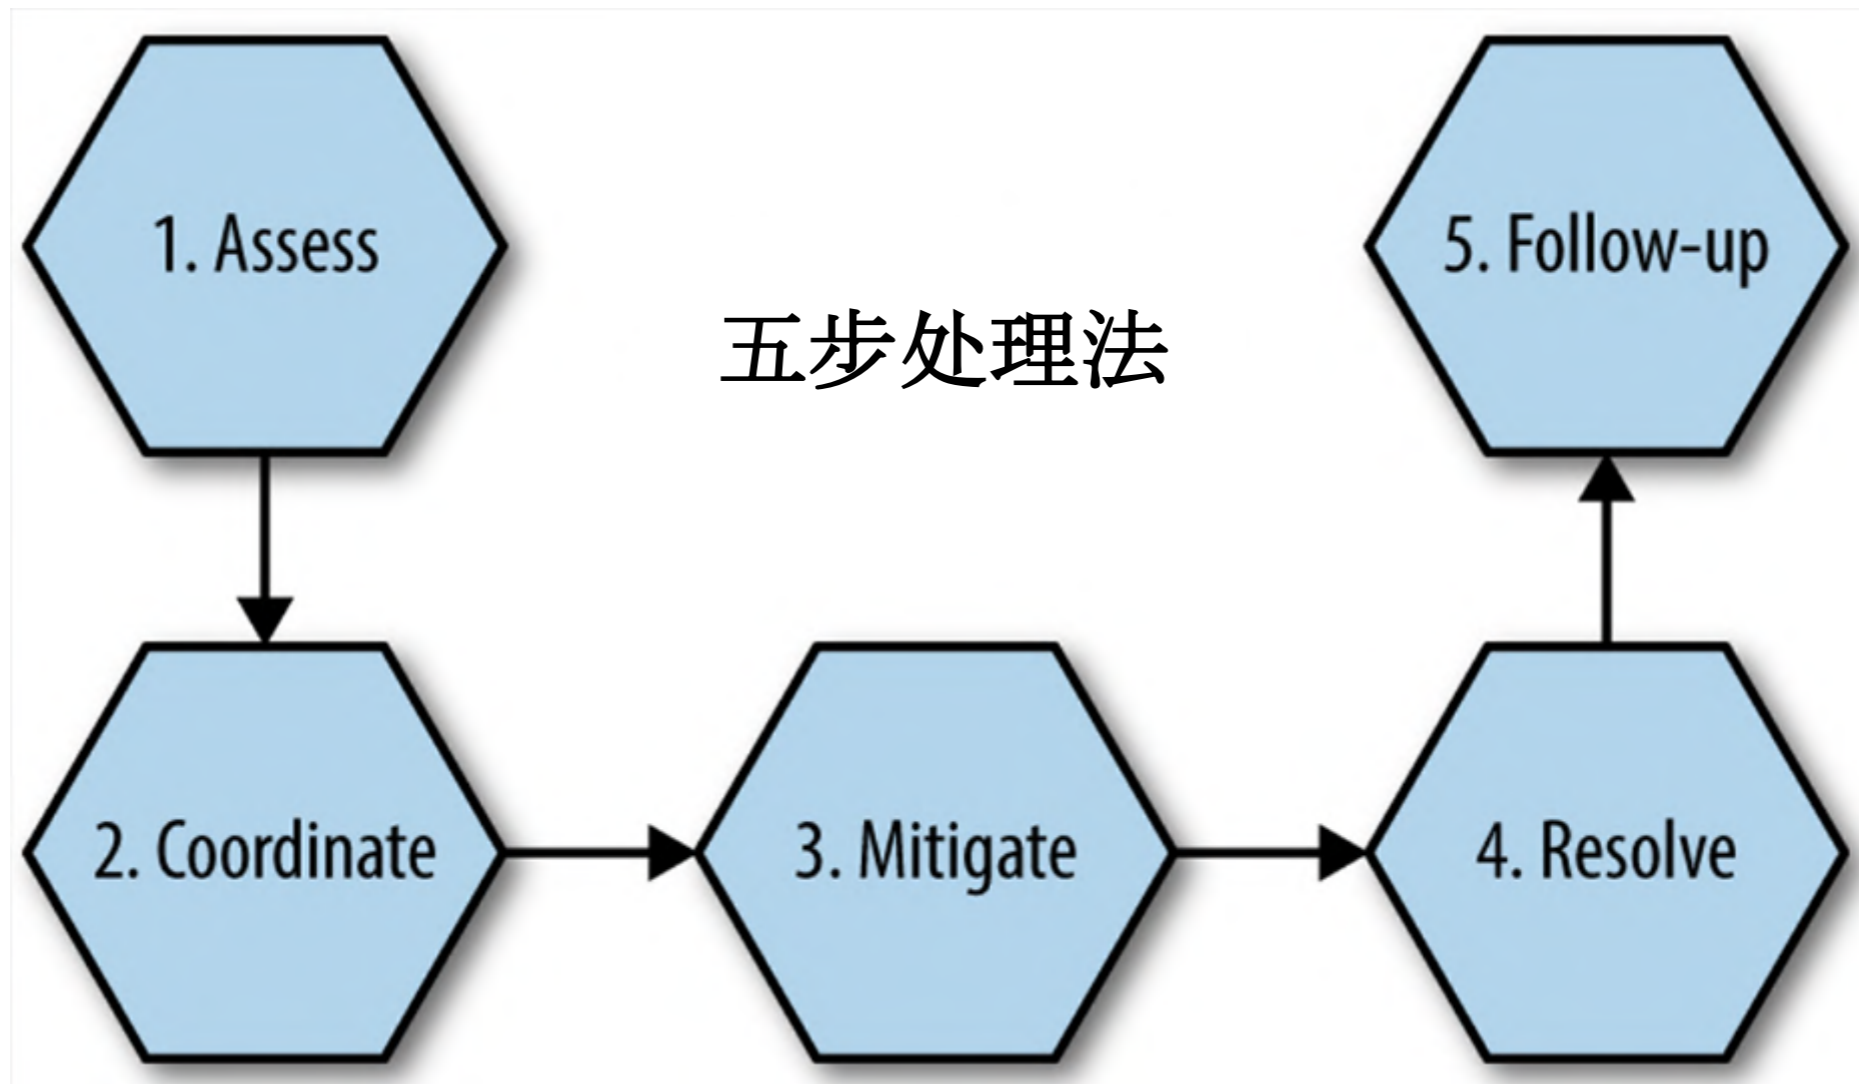 1. Assess
5. Follow-up
五步处理法
2. Coordinate
3. Mitigate
4. Resolve